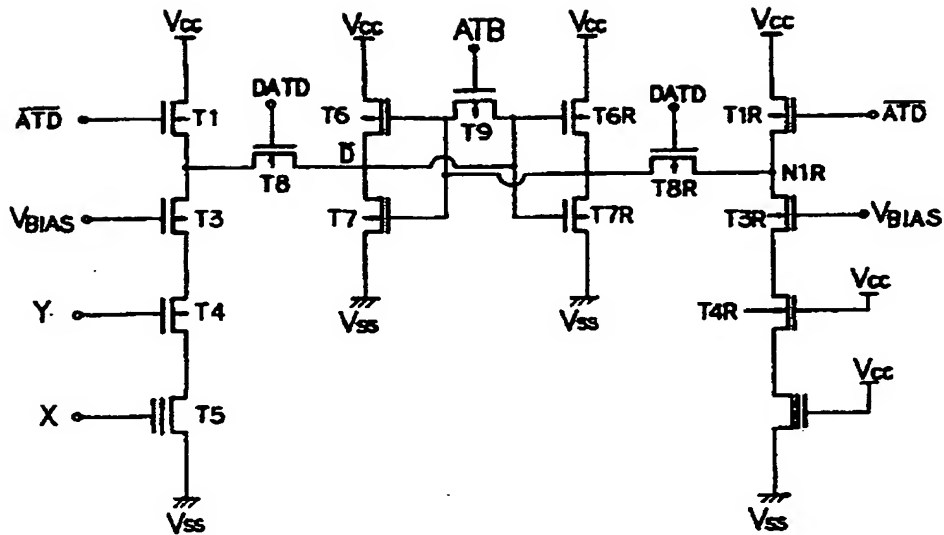 Vcc Vcc ATB Vcc Vcc
DATD DATD
ATD T1 T6 T9 T6R T1R ATD
D̄
T8 T8R N1R
VBIAS T3 T7 T7R T3R VBIAS
Vcc
Y T4 Vss Vss T4R
Vcc
X T5
Vss Vss